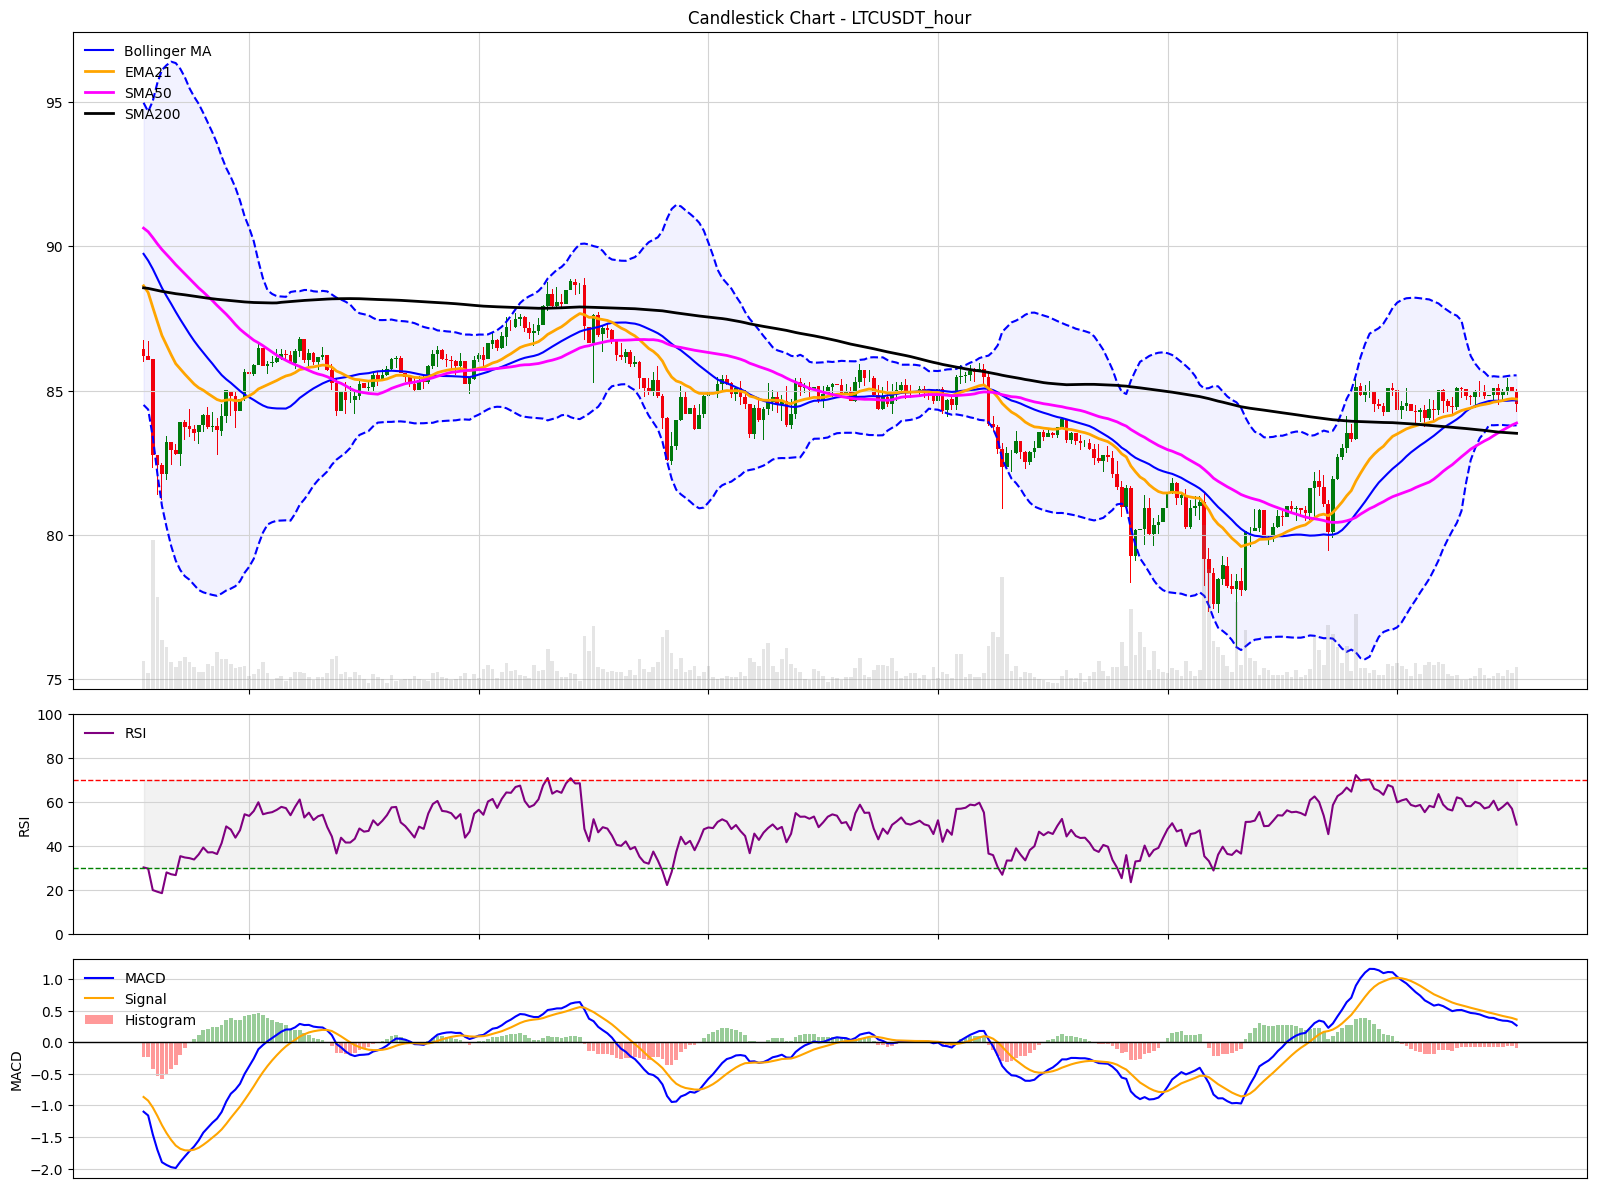 Candlestick Chart - LTCUSDT_hour
Bollinger MA
EMA21
SMA50
SMA200
95
90
85
80
75
RSI
100
80
60
40
20
0
RSI
MACD
Signal
Histogram
1.0
0.5
0.0
−0.5
−1.0
−1.5
−2.0
MACD